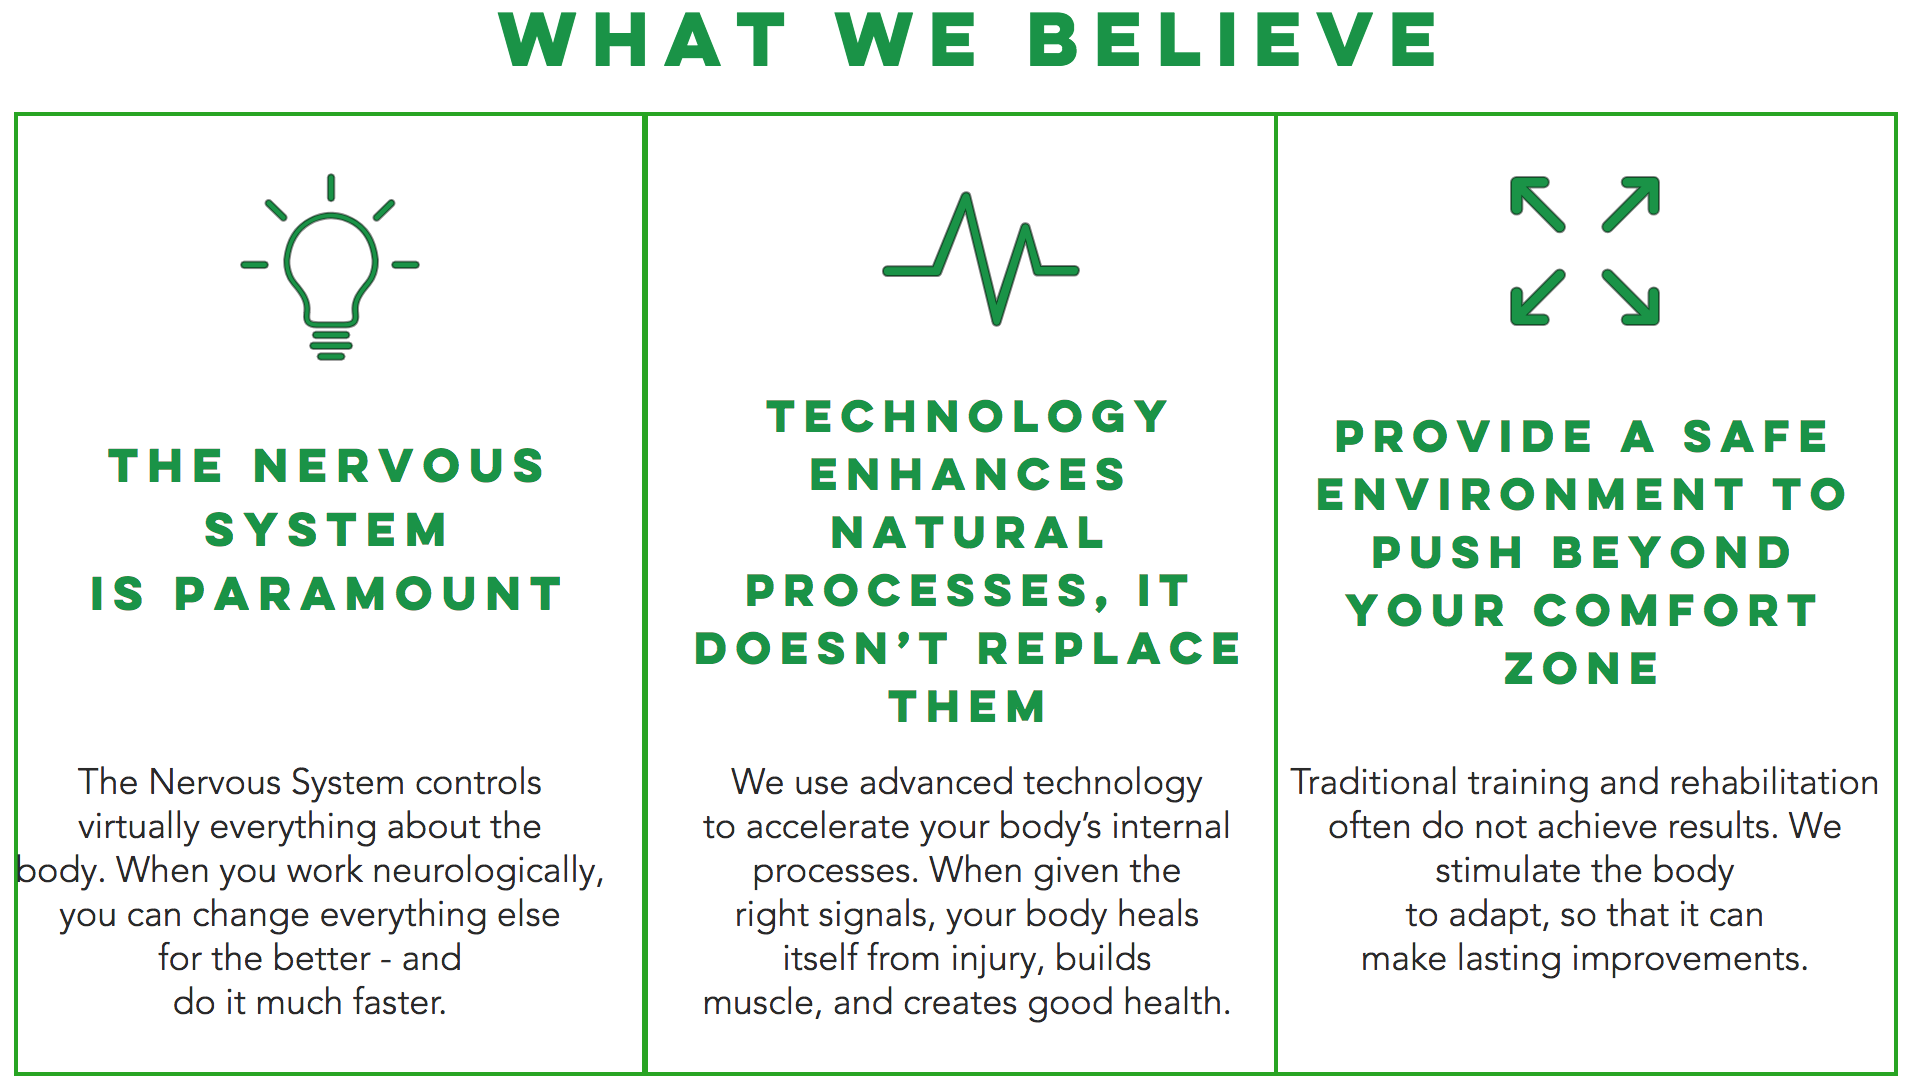 WHAT WE BELIEVE
THE NERVOUS
SYSTEM
IS PARAMOUNT
The Nervous System controls
virtually everything about the
body. When you work neurologically,
you can change everything else
for the better - and
do it much faster.
TECHNOLOGY
ENHANCES
NATURAL
PROCESSES, IT
DOESN’T REPLACE
THEM
We use advanced technology
to accelerate your body’s internal
processes. When given the
right signals, your body heals
itself from injury, builds
muscle, and creates good health.
PROVIDE A SAFE
ENVIRONMENT TO
PUSH BEYOND
YOUR COMFORT
ZONE
Traditional training and rehabilitation
often do not achieve results. We
stimulate the body
to adapt, so that it can
make lasting improvements.